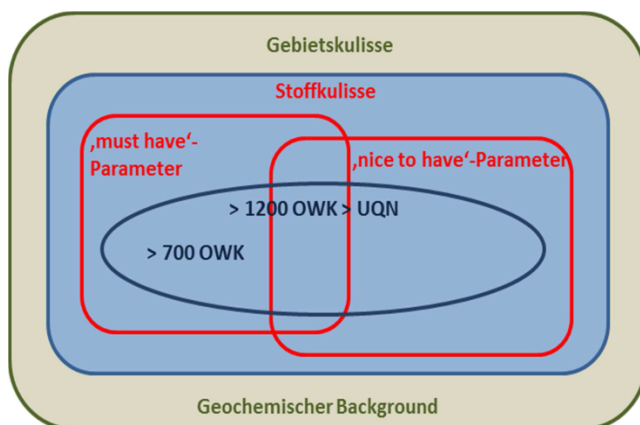 Gebietskulisse
Stoffkulisse
‚must have‘-
Parameter
‚nice to have‘-Parameter
> 1200 OWK > UQN
> 700 OWK
Geochemischer Background